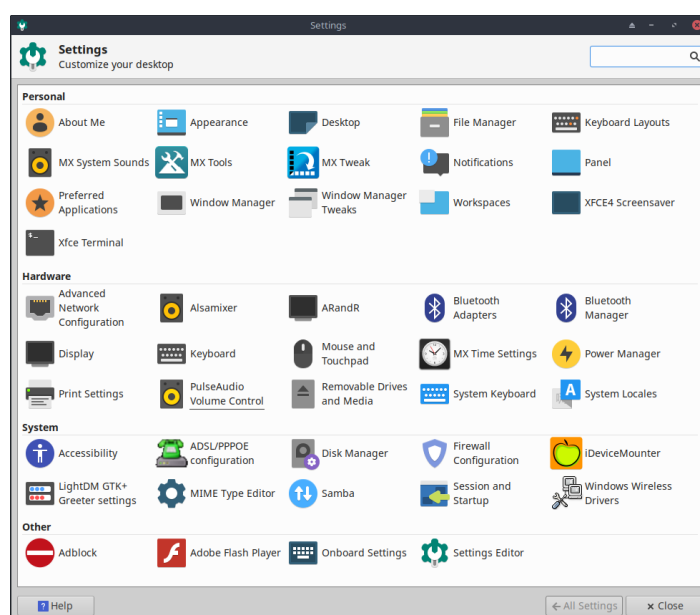 Settings
Settings
Customize your desktop
Personal
About Me
Appearance
Desktop
File Manager
Keyboard Layouts
MX System Sounds
MX Tools
MX Tweak
Notifications
Panel
Preferred
Applications
Window Manager
Window Manager
Tweaks
Workspaces
XFCE4 Screensaver
Xfce Terminal
Hardware
Advanced
Network
Configuration
Alsamixer
ARandR
Bluetooth
Adapters
Bluetooth
Manager
Display
Keyboard
Mouse and
Touchpad
MX Time Settings
Power Manager
Print Settings
PulseAudio
Volume Control
Removable Drives
and Media
System Keyboard
A
System Locales
System
Accessibility
ADSL/PPPOE
configuration
Disk Manager
Firewall
Configuration
iDeviceMounter
LightDM GTK+
Greeter settings
MIME Type Editor
Samba
Session and
Startup
Windows Wireless
Drivers
Other
Adblock
Adobe Flash Player
Onboard Settings
Settings Editor
? Help
← All Settings
× Close